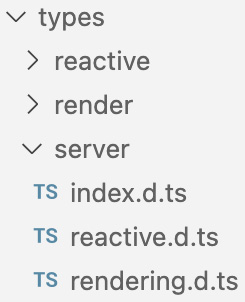 types
reactive
render
server
TS index.d.ts
TS reactive.d.ts
TS rendering.d.ts